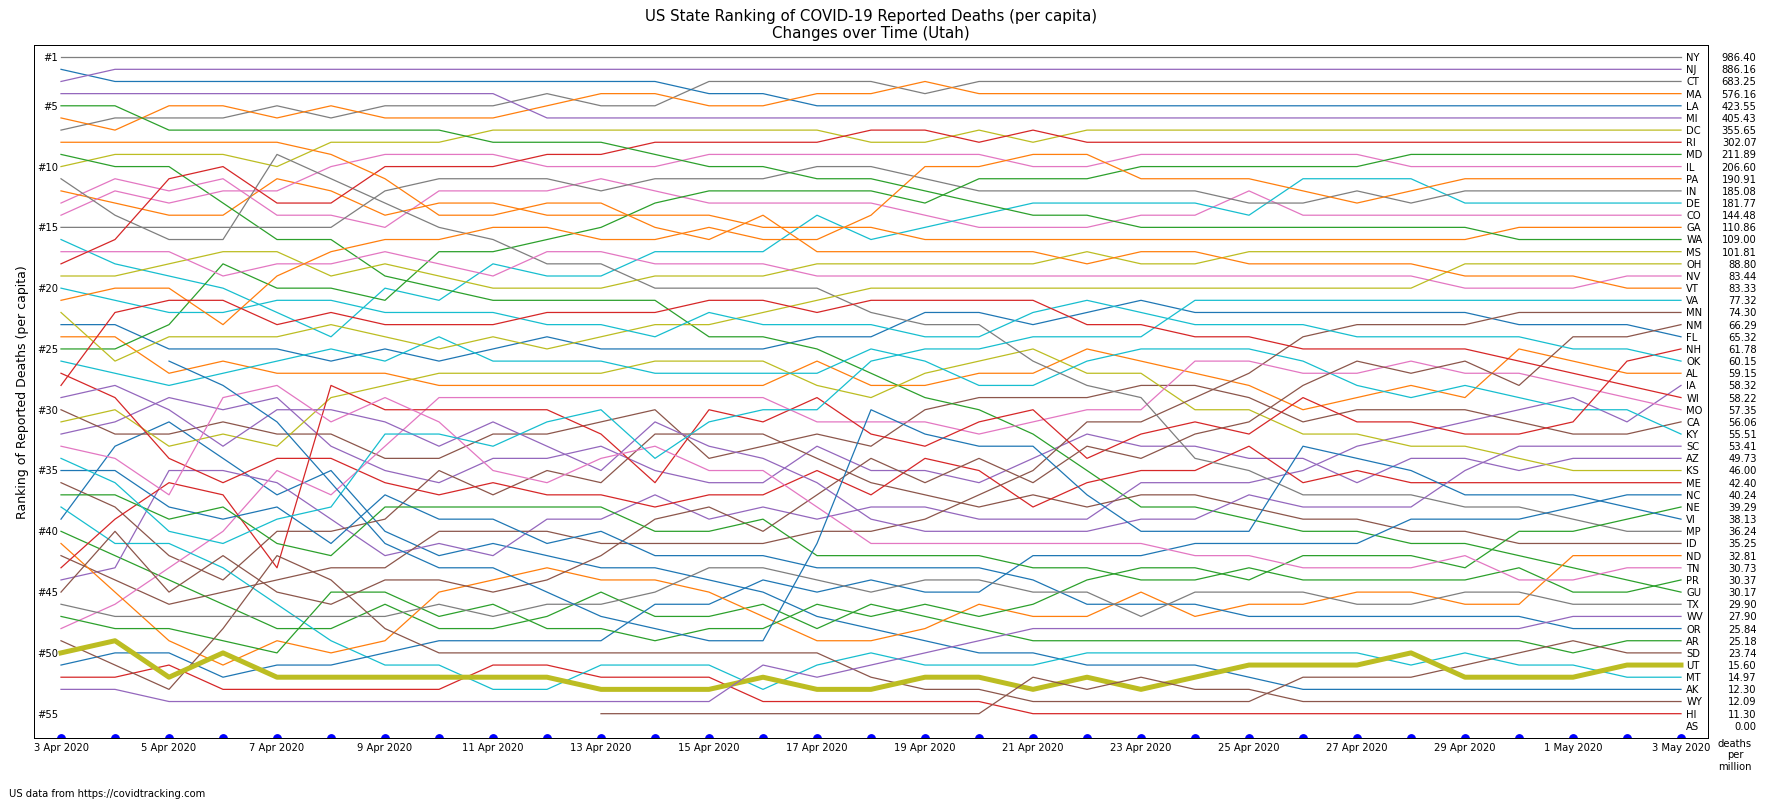 US State Ranking of COVID-19 Reported Deaths (per capita)
Changes over Time (Utah)
Ranking of Reported Deaths (per capita)
#1
#5
#10
#15
#20
#25
#30
#35
#40
#45
#50
#55
NY 986.40
NJ 886.16
CT 683.25
MA 576.16
LA 423.55
MI 405.43
DC 355.65
RI 302.07
MD 211.89
IL 206.60
PA 190.91
IN 185.08
DE 181.77
CO 144.48
GA 110.86
WA 109.00
MS 101.81
OH 88.80
NV 83.44
VT 83.33
VA 77.32
MN 74.30
NM 66.29
FL 65.32
NH 61.78
OK 60.15
AL 59.15
IA 58.32
WI 58.22
MO 57.35
CA 56.06
KY 55.51
SC 53.41
AZ 49.73
KS 46.00
ME 42.40
NC 40.24
NE 39.29
VI 38.13
MP 36.24
ID 35.25
ND 32.81
TN 30.73
PR 30.37
GU 30.17
TX 29.90
WV 27.90
OR 25.84
AR 25.18
SD 23.74
UT 15.60
MT 14.97
AK 12.30
WY 12.09
HI 11.30
AS 0.00
3 Apr 2020 5 Apr 2020 7 Apr 2020 9 Apr 2020 11 Apr 2020 13 Apr 2020 15 Apr 2020 17 Apr 2020 19 Apr 2020 21 Apr 2020 23 Apr 2020 25 Apr 2020 27 Apr 2020 29 Apr 2020 1 May 2020 3 May 2020
deaths
per
million
US data from https://covidtracking.com